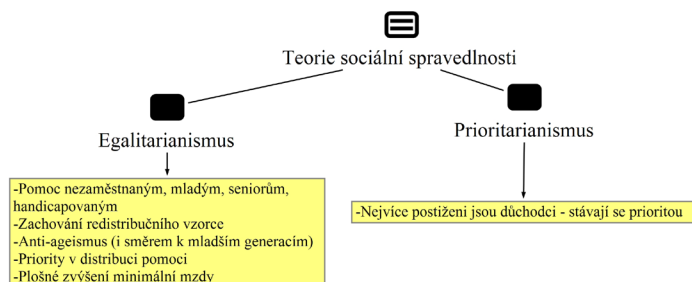 Teorie sociální spravedlnosti
Egalitarianismus
Prioritarianismus
-Pomoc nezaměstnaným, mladým, seniorům,
handicapovaným
-Zachování redistribučního vzorce
-Anti-ageismus (i směrem k mladším generacím)
-Priority v distribuci pomoci
-Plošné zvýšení minimální mzdy
-Nejvíce postiženi jsou důchodci - stávají se prioritou